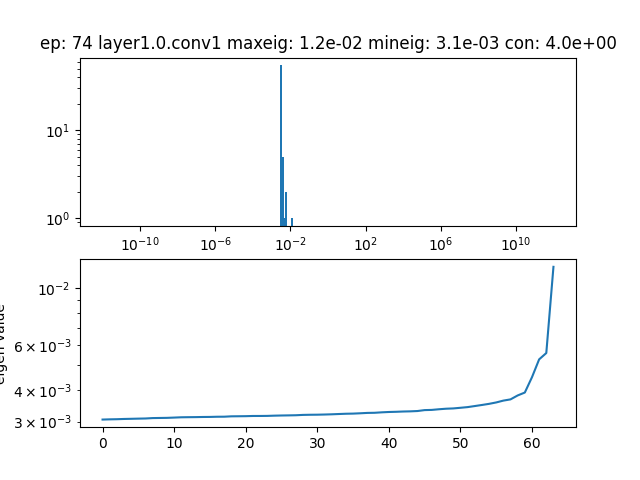 ep: 74 layer1.0.conv1 maxeig: 1.2e-02 mineig: 3.1e-03 con: 4.0e+00
10¹
10⁰
10⁻¹⁰ 10⁻⁶ 10⁻² 10² 10⁶ 10¹⁰
10⁻²
6 × 10⁻³
4 × 10⁻³
3 × 10⁻³
eigen value
0 10 20 30 40 50 60